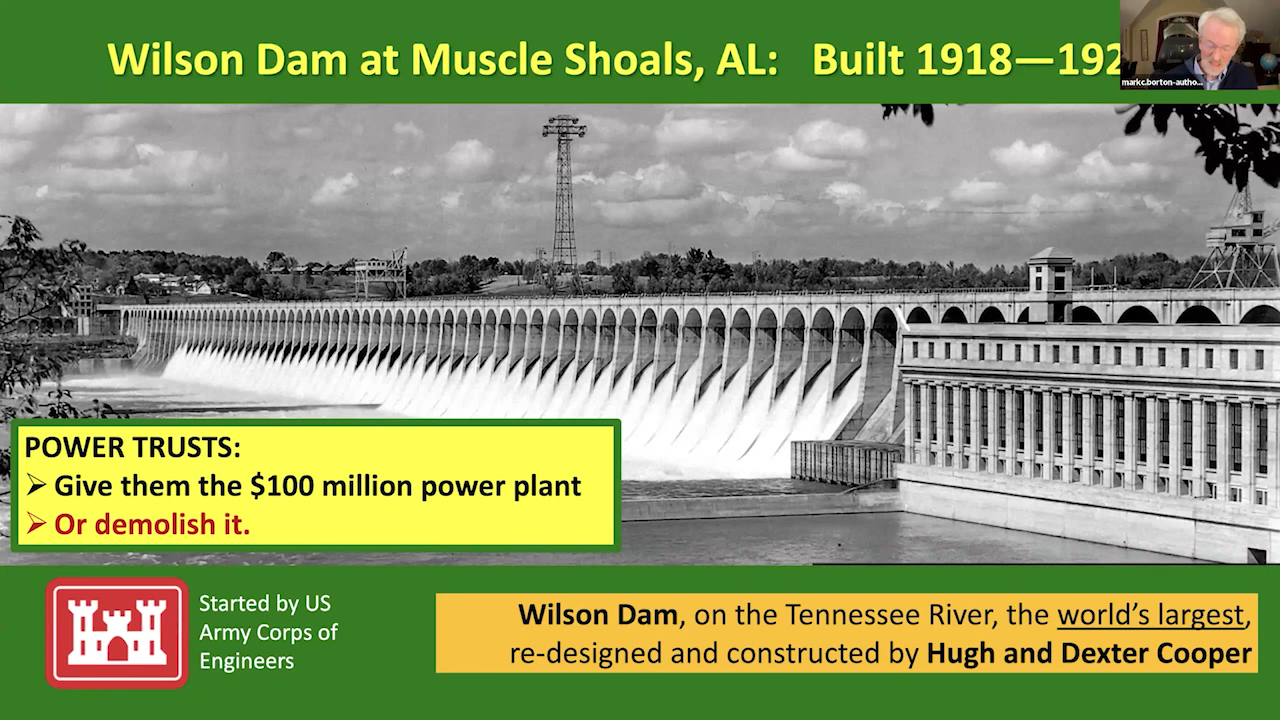 Wilson Dam at Muscle Shoals, AL: Built 1918—192
markc.borton-autho...
POWER TRUSTS:
➢ Give them the $100 million power plant
➢ Or demolish it.
Started by US
Army Corps of
Engineers
Wilson Dam, on the Tennessee River, the world’s largest,
re-designed and constructed by Hugh and Dexter Cooper